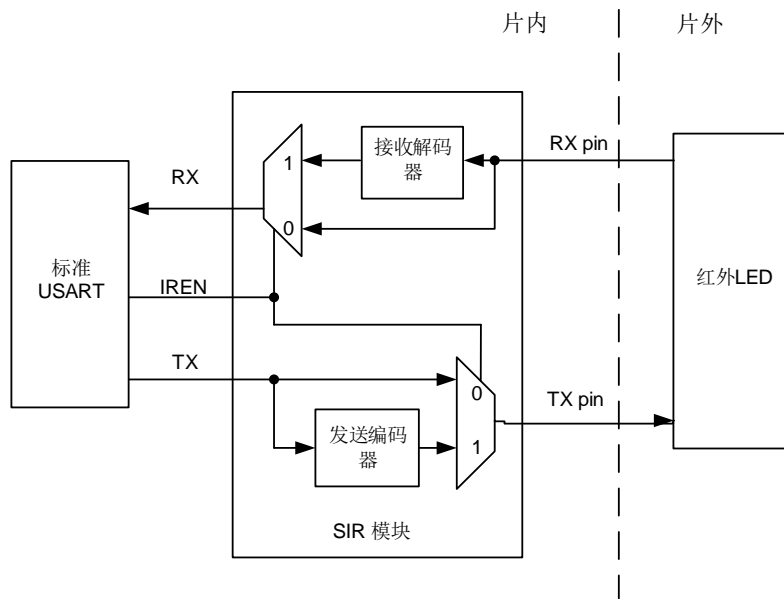 片内
片外
接收解码
器
RX pin
1
RX
0
标准
USART
IREN
红外LED
TX
0
TX pin
发送编码
器
1
SIR 模块